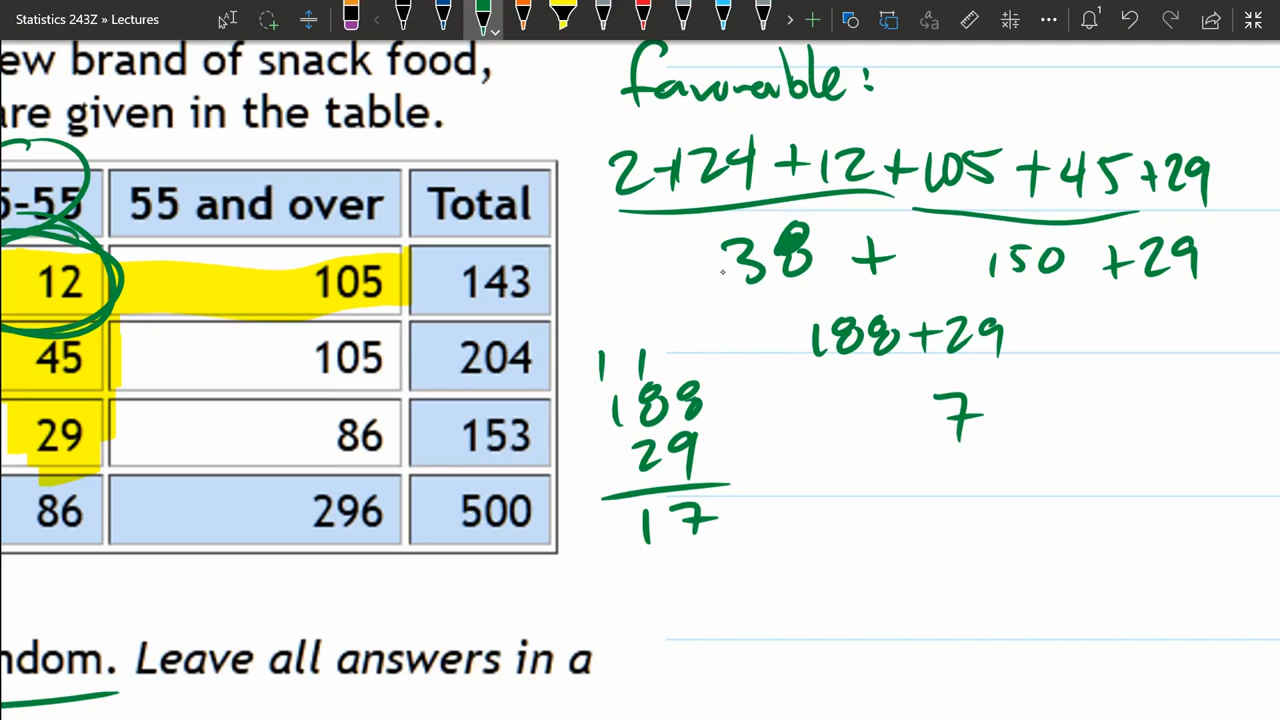 Statistics 243Z » Lectures
ew brand of snack food,
are given in the table.
5-55 55 and over Total
12 105 143
45 105 204
29 86 153
86 296 500
ndom. Leave all answers in a
favorable:
2+24+12+105+45+29
38 + 150 +29
188+29
7
1 1
188
29
17